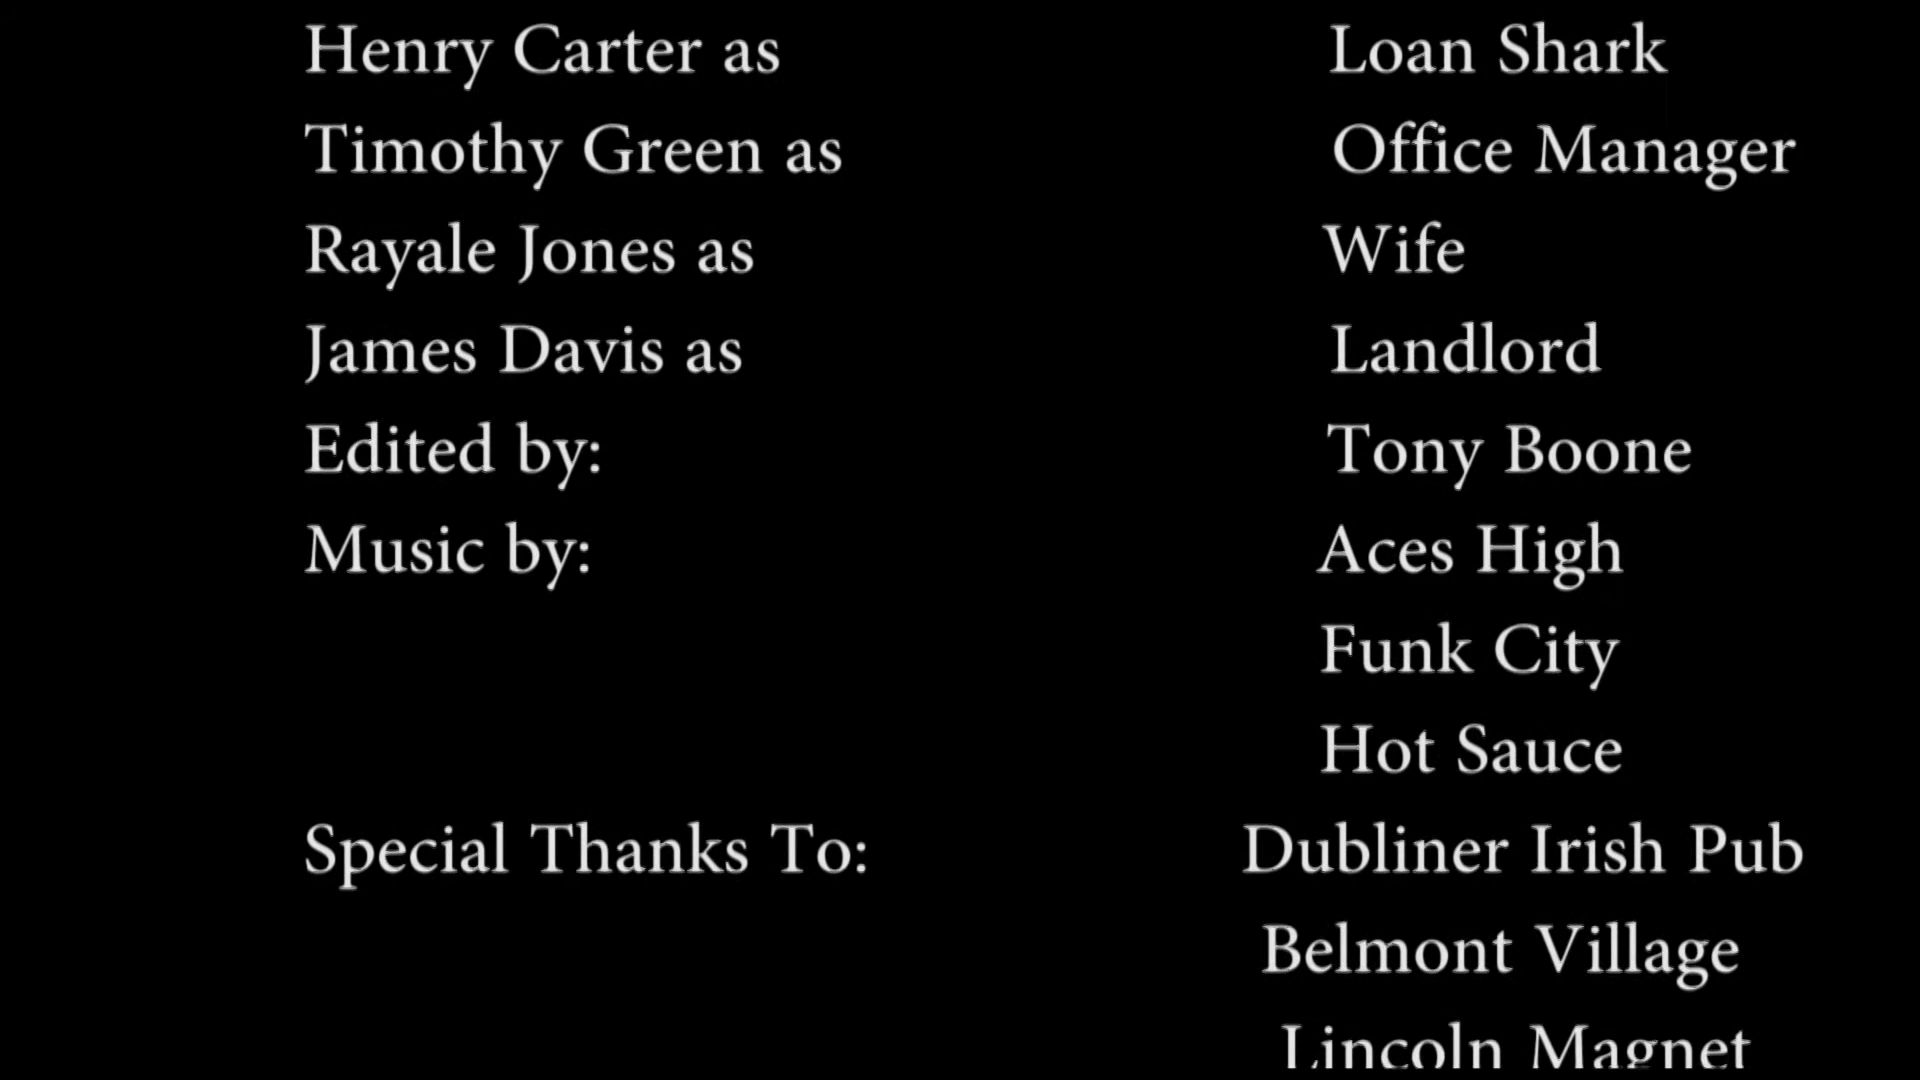 Henry Carter as Loan Shark
Timothy Green as Office Manager
Rayale Jones as Wife
James Davis as Landlord
Edited by: Tony Boone
Music by: Aces High
Funk City
Hot Sauce
Special Thanks To: Dubliner Irish Pub
Belmont Village
Lincoln Magnet